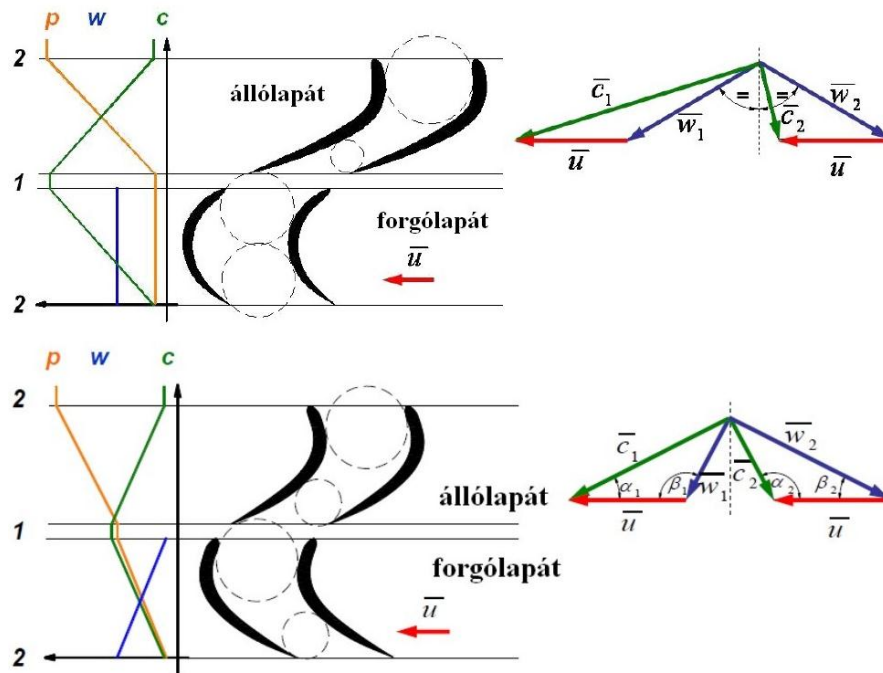 p w c
2
állólapát
1
forgólapát
u
2
c1
w1
=
=
c2
w2
u
u
p w c
2
állólapát
1
forgólapát
u
2
c1
α1
β1
w1
c2
α2
w2
β2
u
u